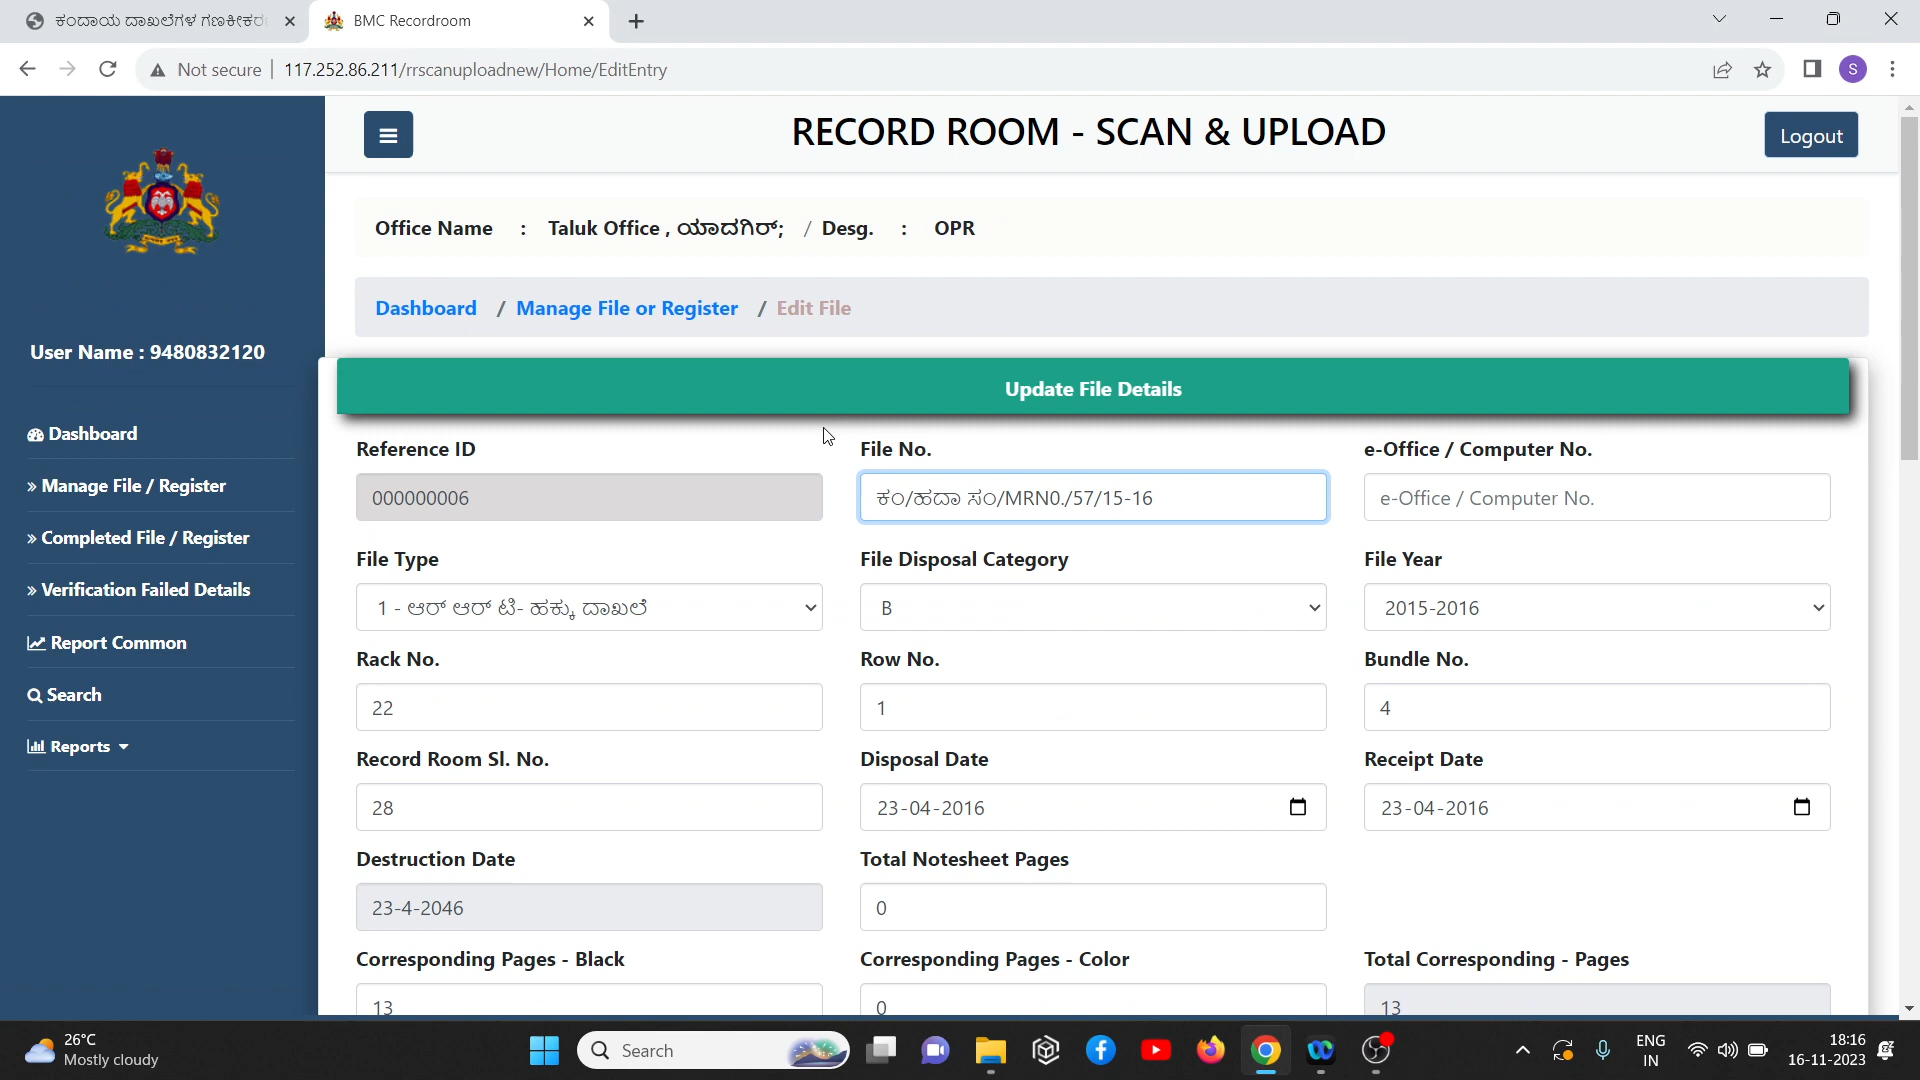 ಕಂದಾಯ ದಾಖಲೆಗಳ ಗಣಕೀಕರ
BMC Recordroom
Not secure
117.252.86.211/rrscanuploadnew/Home/EditEntry
S
RECORD ROOM - SCAN & UPLOAD
Logout
Office Name : Taluk Office , ಯಾದಗಿರ್; / Desg. : OPR
Dashboard / Manage File or Register / Edit File
User Name : 9480832120
Dashboard
» Manage File / Register
» Completed File / Register
» Verification Failed Details
Report Common
Search
Reports
Update File Details
Reference ID
File No.
e-Office / Computer No.
000000006
ಕಂ/ಹದಾ ಸಂ/MRN0./57/15-16
e-Office / Computer No.
File Type
File Disposal Category
File Year
1 - ಆರ್ ಆರ್ ಟಿ- ಹಕ್ಕು ದಾಖಲೆ
B
2015-2016
Rack No.
Row No.
Bundle No.
22
1
4
Record Room Sl. No.
Disposal Date
Receipt Date
28
23-04-2016
23-04-2016
Destruction Date
Total Notesheet Pages
23-4-2046
0
Corresponding Pages - Black
Corresponding Pages - Color
Total Corresponding - Pages
13
0
13
26°C
Mostly cloudy
Search
ENG
IN
18:16
16-11-2023